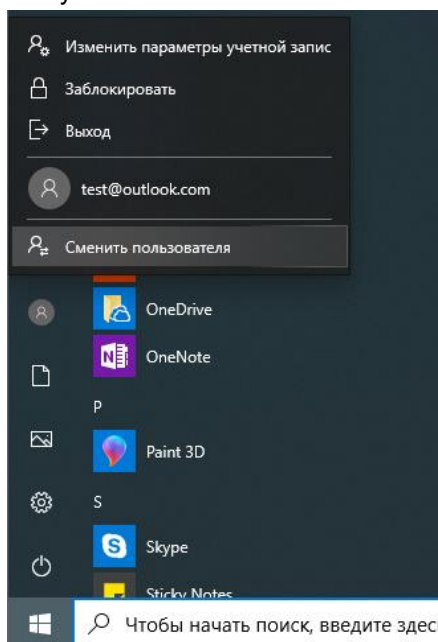 Изменить параметры учетной запис
Заблокировать
Выход
test@outlook.com
Сменить пользователя
OneDrive
OneNote
P
Paint 3D
S
Skype
Sticky Notes
Чтобы начать поиск, введите здес